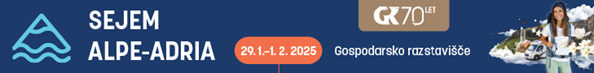 SEJEM
ALPE-ADRIA
29.1.–1. 2. 2025
Gospodarsko razstavišče
GR 70 LET